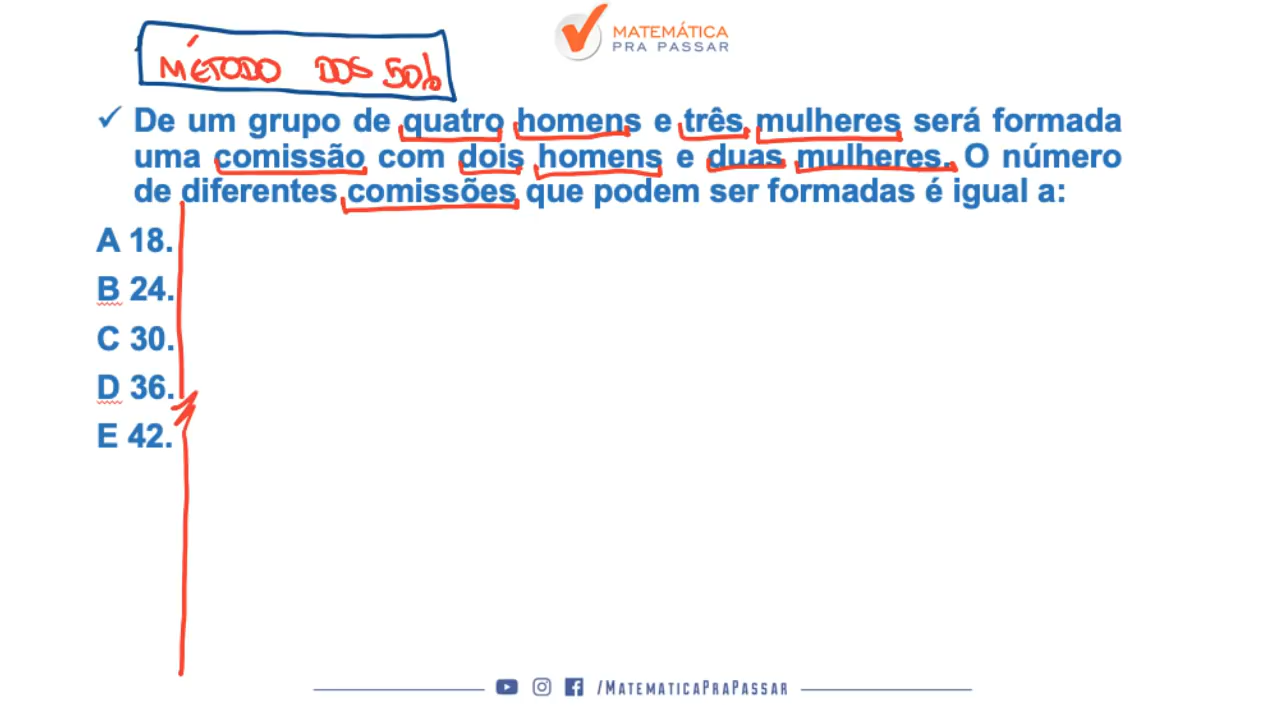 MATEMÁTICA
PRA PASSAR
MÉTODO DOS 50%
✓ De um grupo de quatro homens e três mulheres será formada
uma comissão com dois homens e duas mulheres. O número
de diferentes comissões que podem ser formadas é igual a:
A 18.
B 24.
C 30.
D 36.
E 42.
/MATEMATICAPRAPASSAR